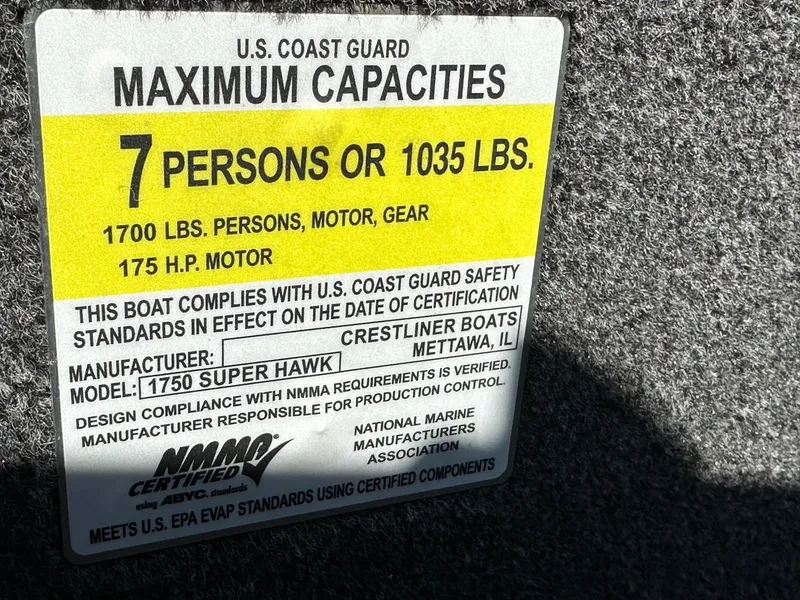 U.S. COAST GUARD
MAXIMUM CAPACITIES
7 PERSONS OR 1035 LBS.
1700 LBS. PERSONS, MOTOR, GEAR
175 H.P. MOTOR
THIS BOAT COMPLIES WITH U.S. COAST GUARD SAFETY
STANDARDS IN EFFECT ON THE DATE OF CERTIFICATION
MANUFACTURER: CRESTLINER BOATS
METTAWA, IL
MODEL: 1750 SUPER HAWK
DESIGN COMPLIANCE WITH NMMA REQUIREMENTS IS VERIFIED.
MANUFACTURER RESPONSIBLE FOR PRODUCTION CONTROL.
NMMA®
CERTIFIED
using ABYC. standards
NATIONAL MARINE
MANUFACTURERS
ASSOCIATION
MEETS U.S. EPA EVAP STANDARDS USING CERTIFIED COMPONENTS